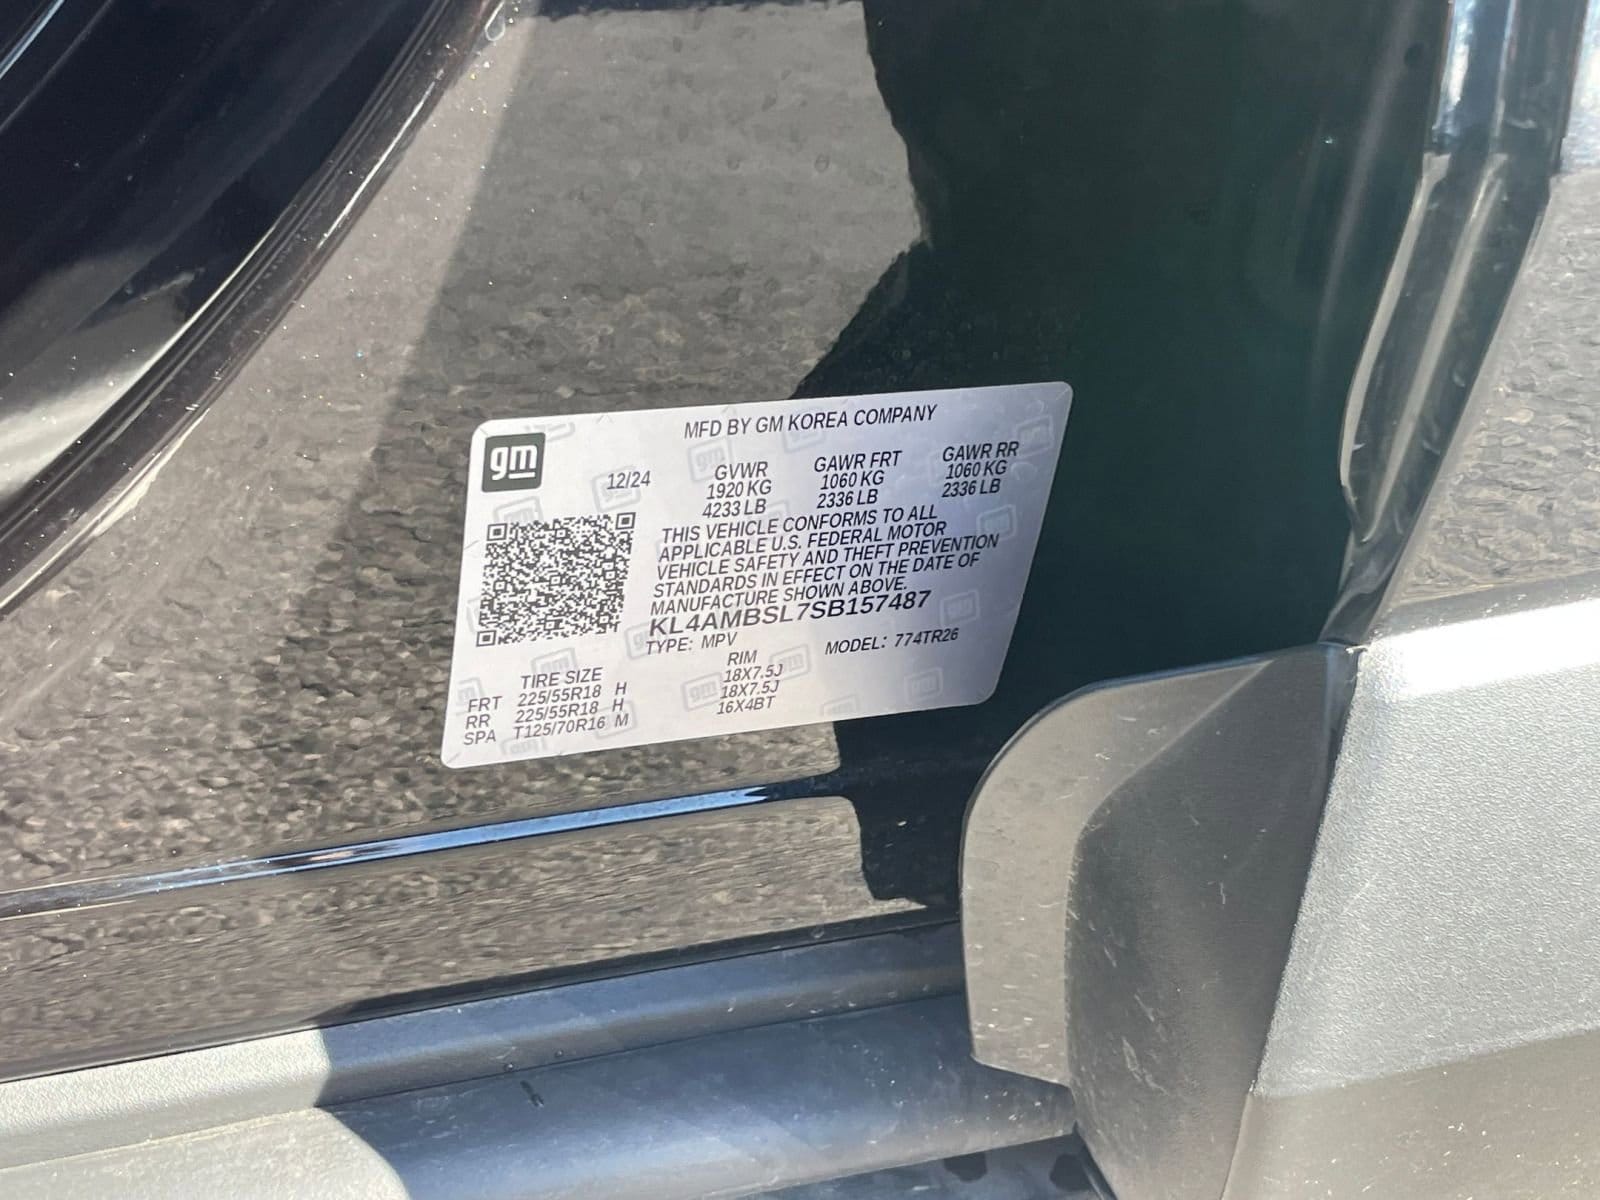 MFD BY GM KOREA COMPANY
gm
12/24 GVWR GAWR FRT GAWR RR
1920 KG 1060 KG 1060 KG
4233 LB 2336 LB 2336 LB
THIS VEHICLE CONFORMS TO ALL
APPLICABLE U.S. FEDERAL MOTOR
VEHICLE SAFETY AND THEFT PREVENTION
STANDARDS IN EFFECT ON THE DATE OF
MANUFACTURE SHOWN ABOVE.
KL4AMBSL7SB157487
TYPE: MPV MODEL: 774TR26
TIRE SIZE RIM
FRT 225/55R18 H 18X7.5J
RR 225/55R18 H 18X7.5J
SPA T125/70R16 M 16X4BT